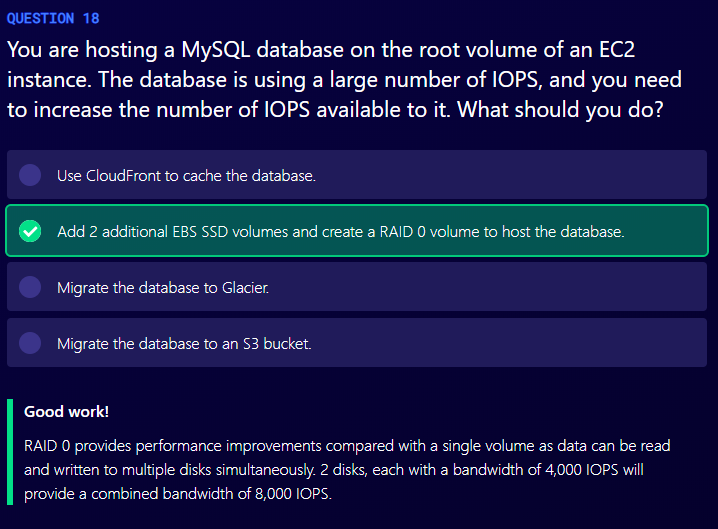 QUESTION 18
You are hosting a MySQL database on the root volume of an EC2
instance. The database is using a large number of IOPS, and you need
to increase the number of IOPS available to it. What should you do?
Use CloudFront to cache the database.
Add 2 additional EBS SSD volumes and create a RAID 0 volume to host the database.
Migrate the database to Glacier.
Migrate the database to an S3 bucket.
Good work!
RAID 0 provides performance improvements compared with a single volume as data can be read
and written to multiple disks simultaneously. 2 disks, each with a bandwidth of 4,000 IOPS will
provide a combined bandwidth of 8,000 IOPS.